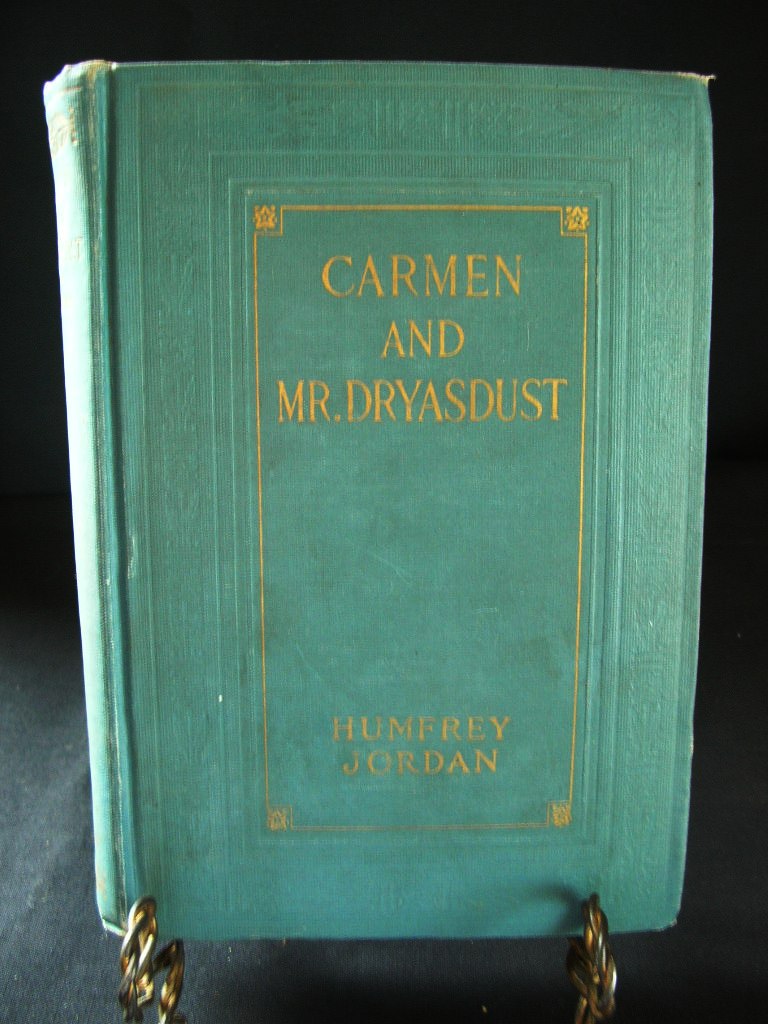 CARMEN
AND
MR. DRYASDUST
HUMFREY
JORDAN